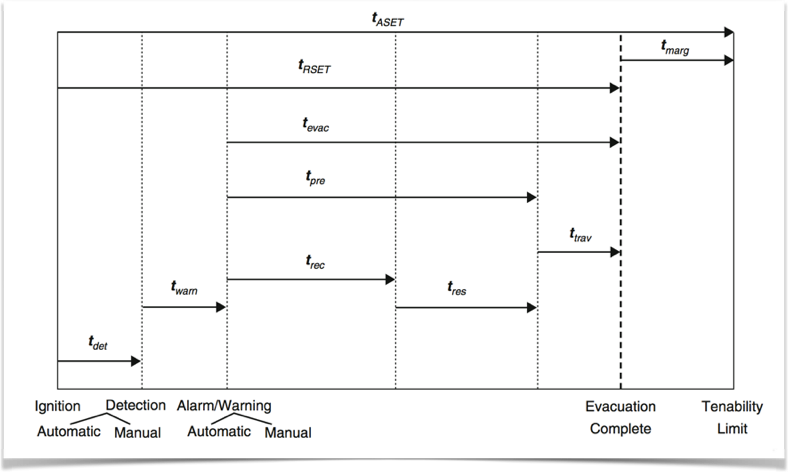 tASET
tmarg
tRSET
tevac
tpre
ttrav
trec
twarn
tres
tdet
Ignition Detection Alarm/Warning Evacuation Tenability
Automatic Manual Automatic Manual Complete Limit